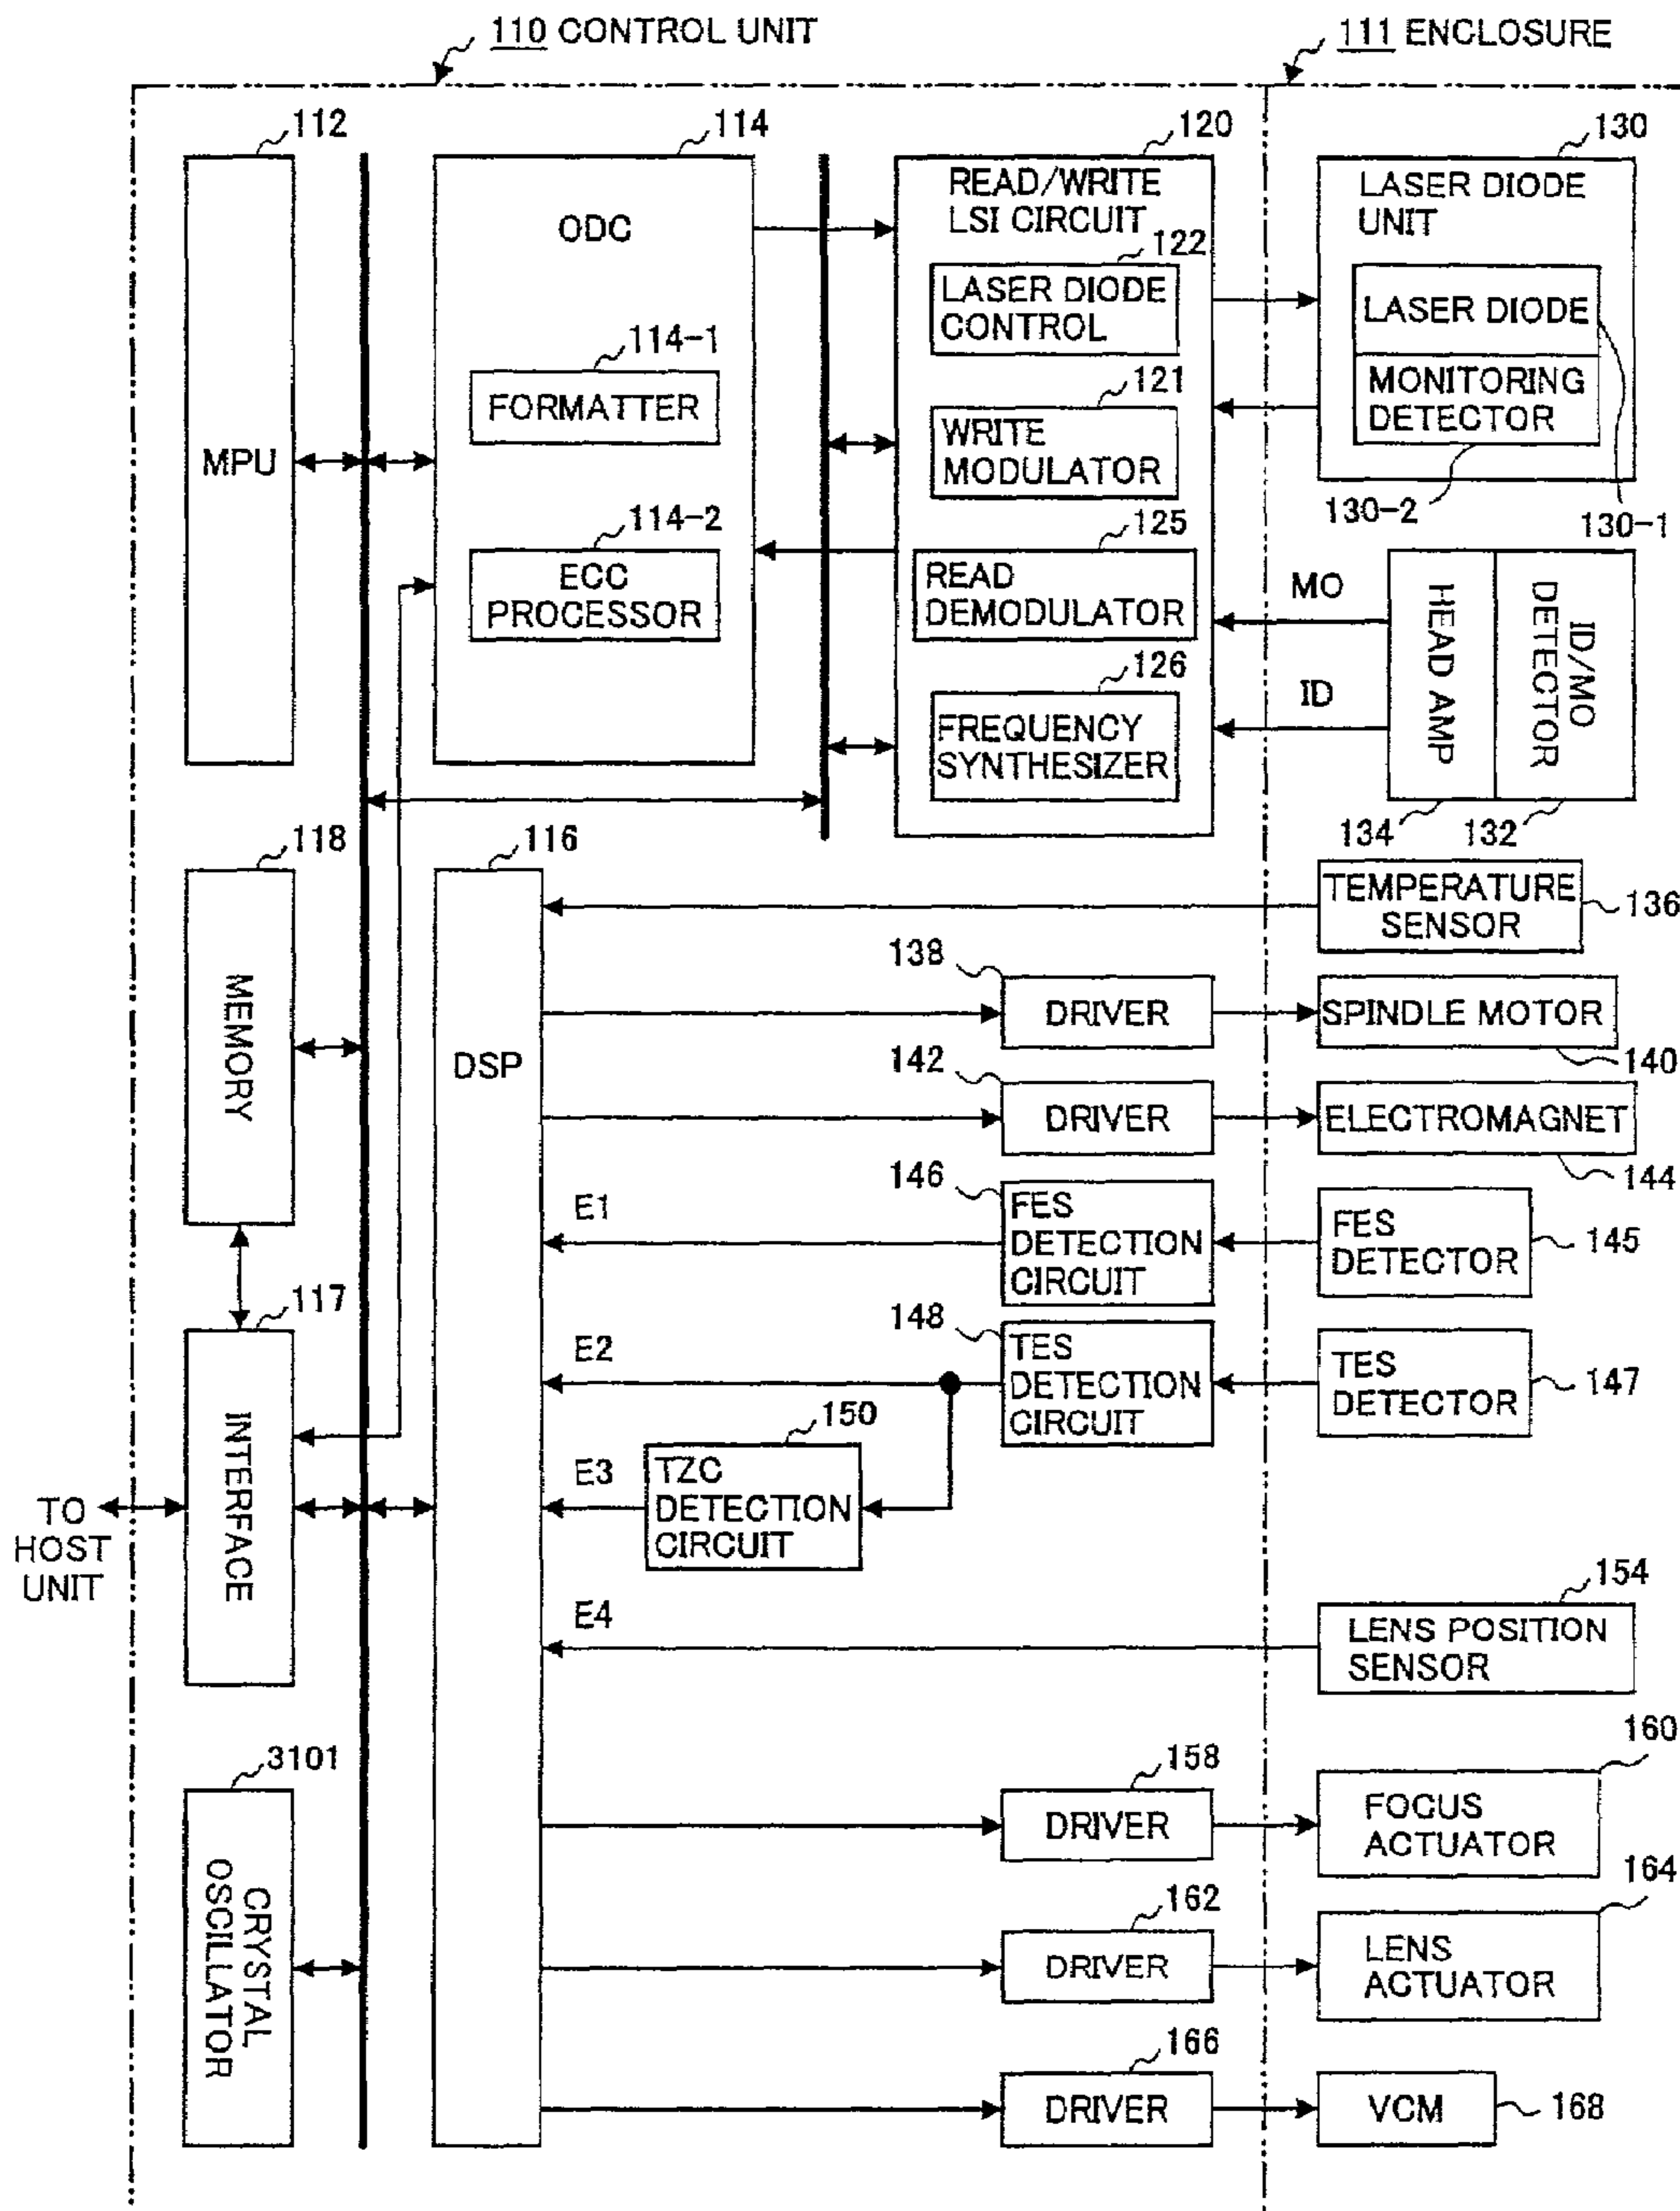 110 CONTROL UNIT
111 ENCLOSURE
112
114
120
130
MPU
ODC
READ/WRITE
LSI CIRCUIT
LASER DIODE
UNIT
122
LASER DIODE
CONTROL
LASER DIODE
MONITORING
DETECTOR
130-2
130-1
114-1
FORMATTER
121
WRITE
MODULATOR
114-2
ECC
PROCESSOR
125
READ
DEMODULATOR
MO
ID
HEAD AMP
ID/MO
DETECTOR
126
FREQUENCY
SYNTHESIZER
134
132
118
MEMORY
116
DSP
TEMPERATURE
SENSOR
136
138
DRIVER
SPINDLE MOTOR
140
142
DRIVER
ELECTROMAGNET
144
146
E1
FES
DETECTION
CIRCUIT
FES
DETECTOR
145
117
INTERFACE
148
E2
TES
DETECTION
CIRCUIT
TES
DETECTOR
147
150
E3
TZC
DETECTION
CIRCUIT
TO
HOST
UNIT
154
E4
LENS POSITION
SENSOR
3101
CRYSTAL
OSCILLATOR
158
DRIVER
160
FOCUS
ACTUATOR
162
DRIVER
164
LENS
ACTUATOR
166
DRIVER
VCM
168